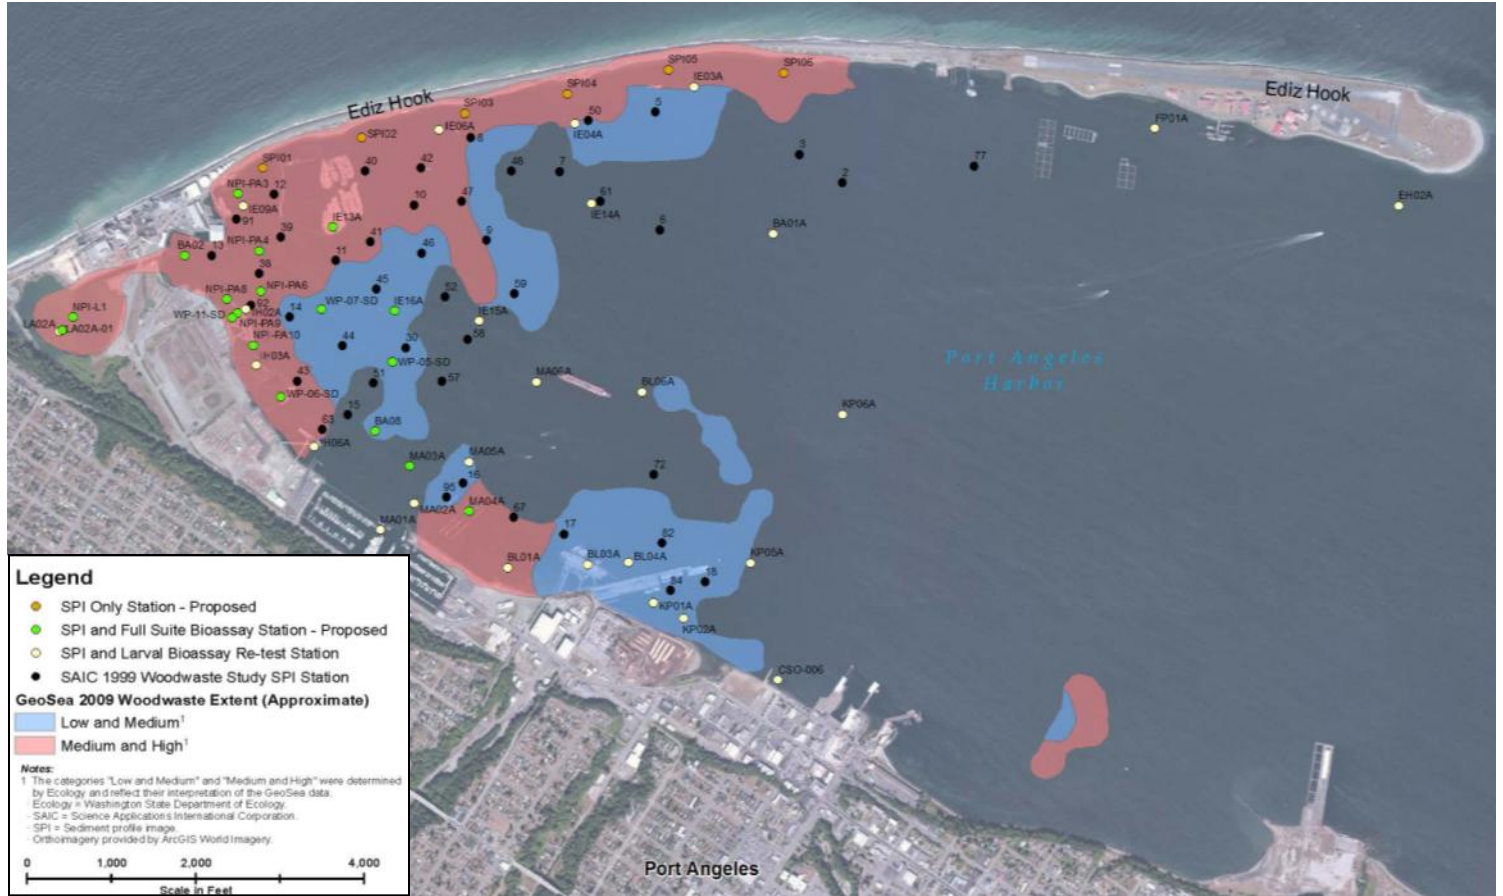 SPI05
SPI06
IE03A
Ediz Hook
SPI04
Ediz Hook
SPI03
50
5
IE04A
IE06A
FP01A
SPI02
8
3
77
SPI01
40
42
48
7
2
NPI-PA3
12
10
47
61
IE09A
IE14A
EH02A
91
IE13A
6
BA01A
39
41
9
BA02
13
NPI-PA4
11
46
38
45
52
59
NPI-PA8
NPI-PA6
92
WP-07-SD
IE16A
NPI-L1
WP-11-SD
IH02A
14
IE15A
LA02A
LA02A-01
NPI-PA9
NPI-PA10
44
30
58
IH03A
WP-05-SD
Port Angeles
Harbor
43
51
57
MA06A
BL06A
WP-06-SD
15
KP06A
63
BA08
IH06A
MA03A
MA05A
72
16
95
MA02A
MA04A
67
MA01A
17
82
BL01A
BL03A
BL04A
KP05A
84
18
KP01A
KP02A
CSO-006
Legend
SPI Only Station - Proposed
SPI and Full Suite Bioassay Station - Proposed
SPI and Larval Bioassay Re-test Station
SAIC 1999 Woodwaste Study SPI Station
GeoSea 2009 Woodwaste Extent (Approximate)
Low and Medium¹
Medium and High¹
Notes:
1 The categories "Low and Medium" and "Medium and High" were determined
by Ecology and reflect their interpretation of the GeoSea data.
· Ecology = Washington State Department of Ecology.
· SAIC = Science Applications International Corporation.
· SPI = Sediment profile image.
· Orthoimagery provided by ArcGIS World Imagery.
0 1,000 2,000 4,000
Scale in Feet
Port Angeles